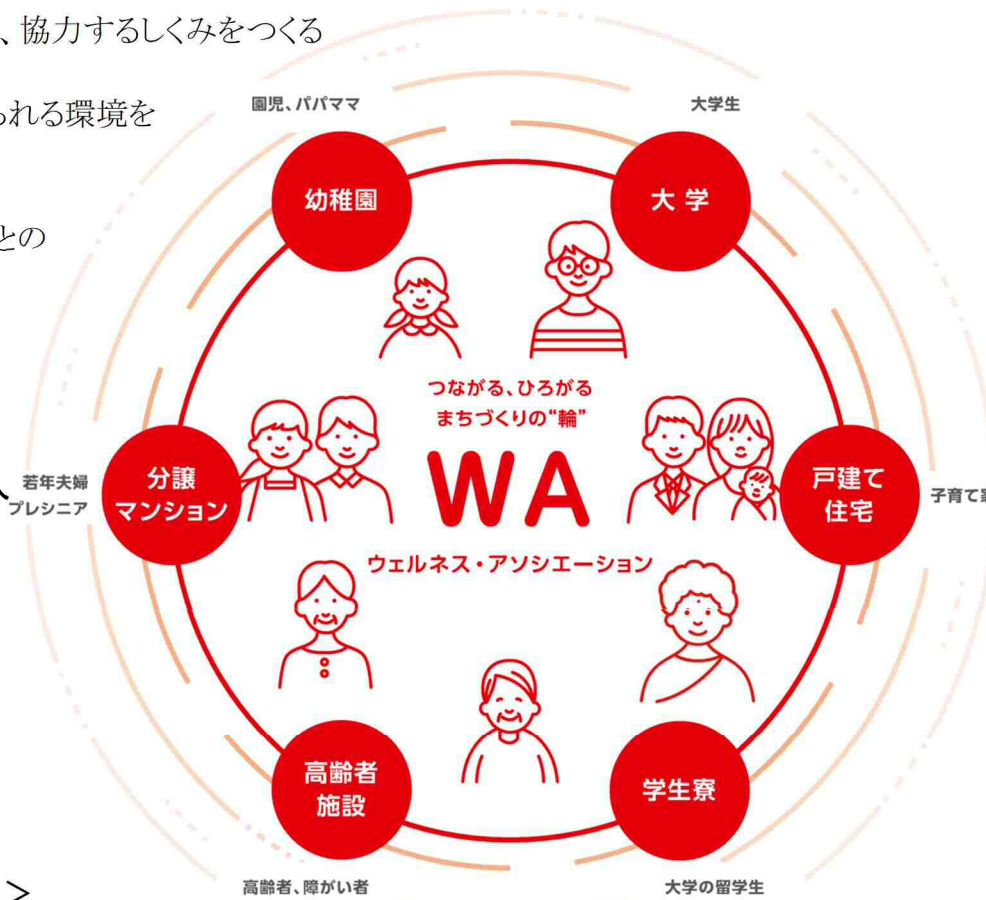 、協力するしくみをつくる
られる環境を
との
園児、パパママ
大学生
幼稚園
大 学
つながる、ひろがる
まちづくりの“輪”
WA
ウェルネス・アソシエーション
若年夫婦
プレシニア
分譲
マンション
戸建て
住宅
子育て
高齢者
施設
学生寮
高齢者、障がい者
大学の留学生
＞